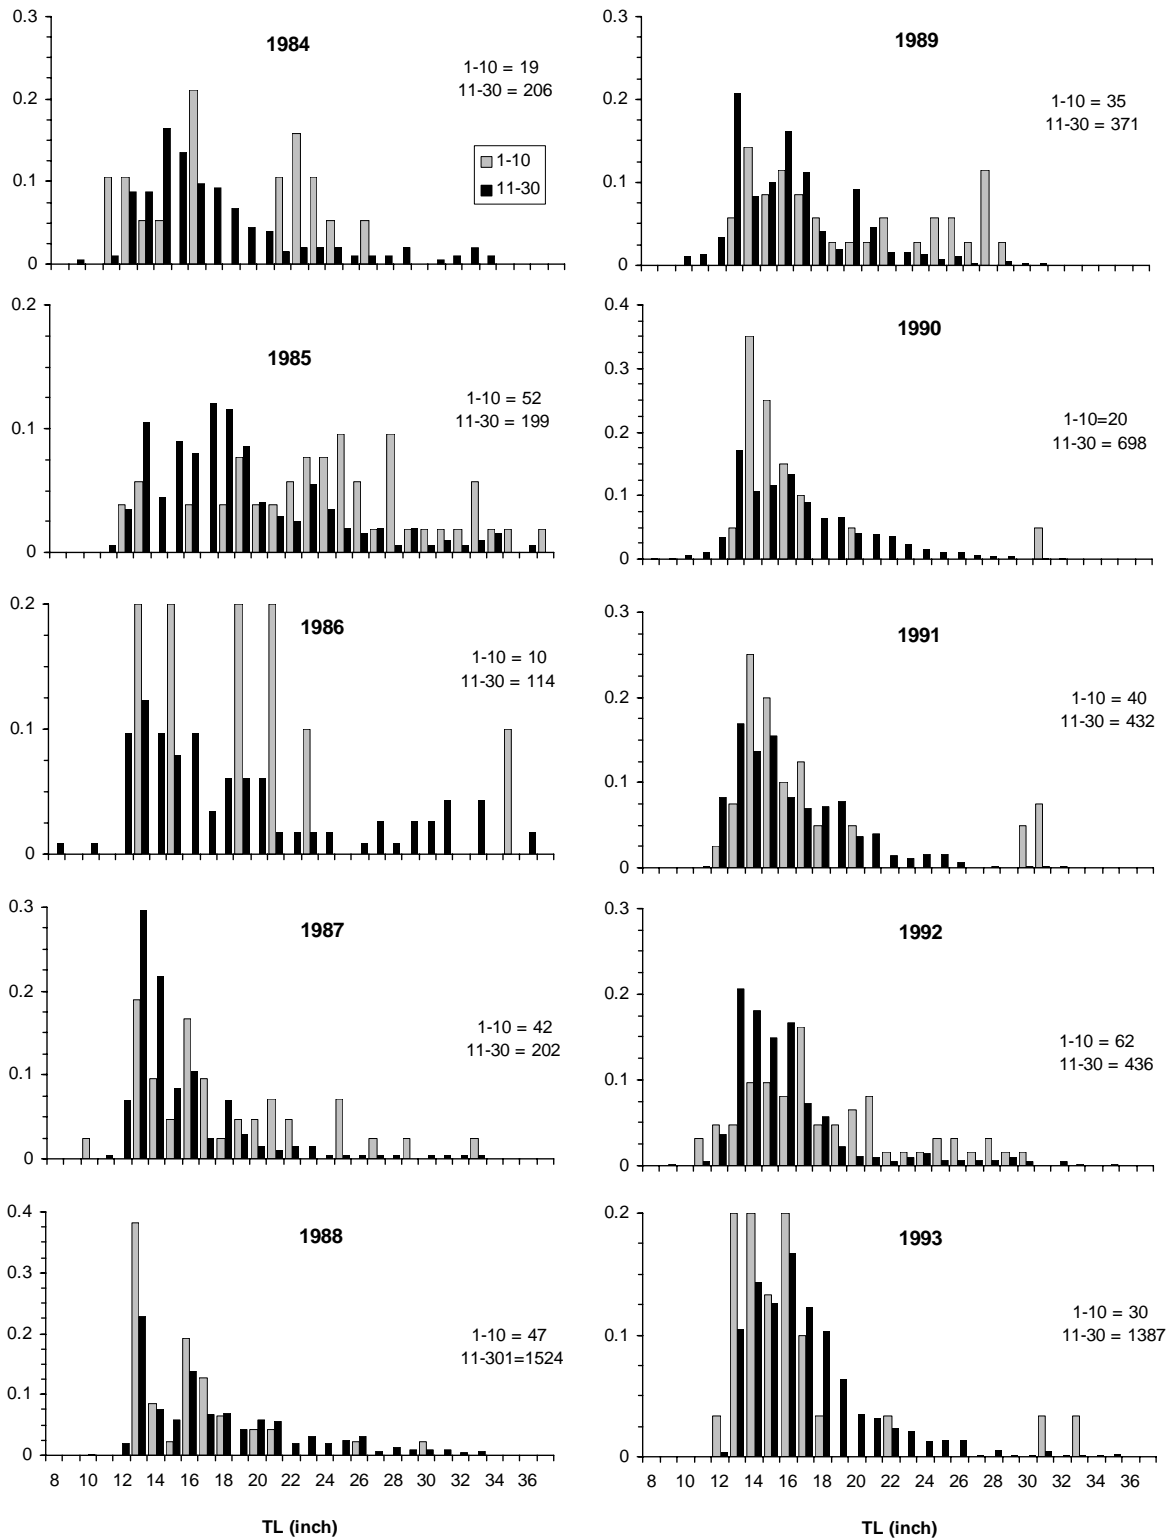 0.3
1984
0.2
1-10 = 19
11-30 = 206
1-10
0.1
11-30
0
0.2
1985
1-10 = 52
11-30 = 199
0.1
0
0.2
1986
1-10 = 10
11-30 = 114
0.1
0
0.3
1987
0.2
1-10 = 42
11-30 = 202
0.1
0
0.4
1988
0.3
0.2
1-10 = 47
11-301=1524
0.1
0
8 10 12 14 16 18 20 22 24 26 28 30 32 34 36
TL (inch)
0.3
1989
0.2
1-10 = 35
11-30 = 371
0.1
0
0.4
1990
0.3
1-10=20
11-30 = 698
0.2
0.1
0
0.3
1991
0.2
1-10 = 40
11-30 = 432
0.1
0
0.3
1992
0.2
1-10 = 62
11-30 = 436
0.1
0
0.2
1993
1-10 = 30
11-30 = 1387
0.1
0
8 10 12 14 16 18 20 22 24 26 28 30 32 34 36
TL (inch)